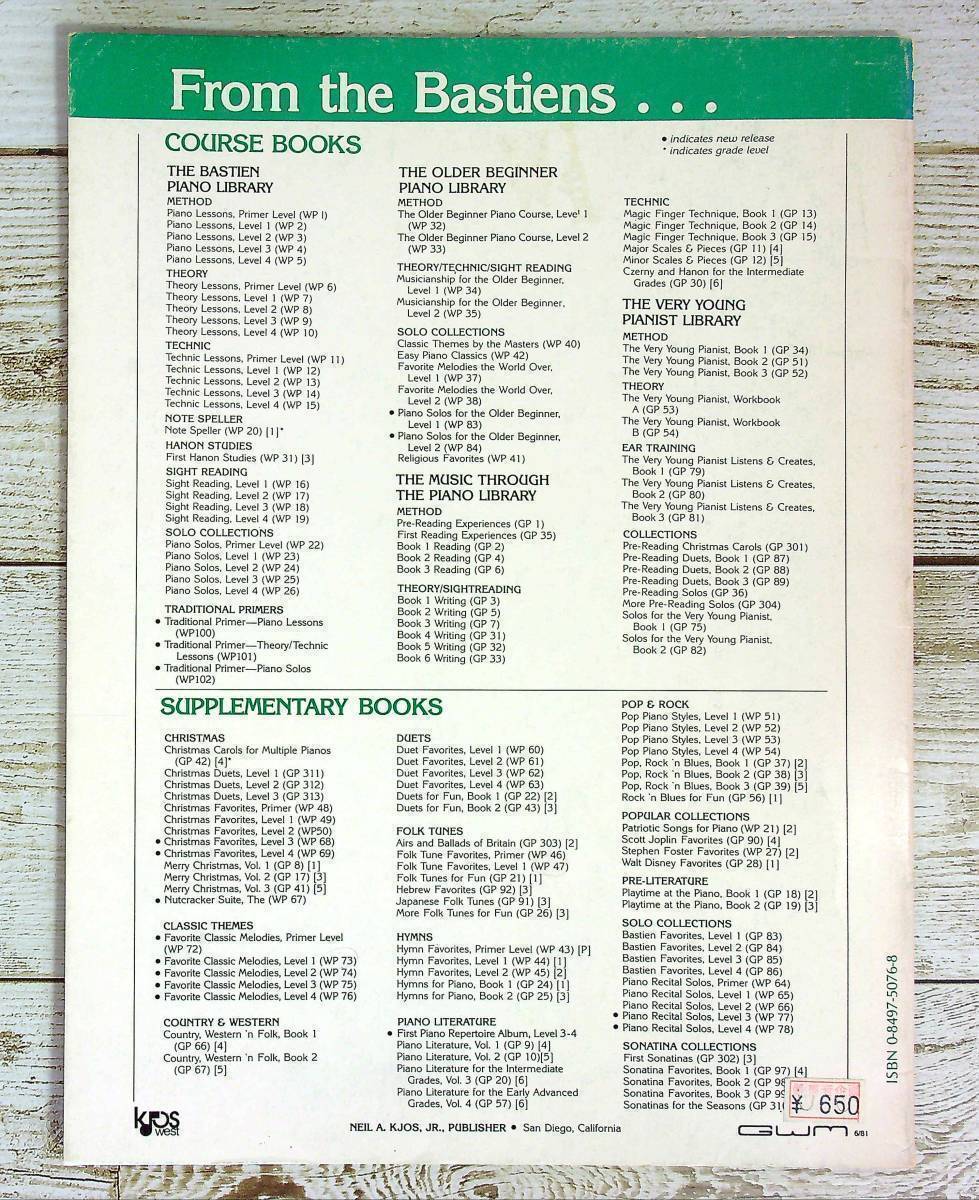 From the Bastiens . . .
COURSE BOOKS
• indicates new release
* indicates grade level
THE BASTIEN
PIANO LIBRARY
METHOD
Piano Lessons, Primer Level (WP I)
Piano Lessons, Level 1 (WP 2)
Piano Lessons, Level 2 (WP 3)
Piano Lessons, Level 3 (WP 4)
Piano Lessons, Level 4 (WP 5)
THEORY
Theory Lessons, Primer Level (WP 6)
Theory Lessons, Level 1 (WP 7)
Theory Lessons, Level 2 (WP 8)
Theory Lessons, Level 3 (WP 9)
Theory Lessons, Level 4 (WP 10)
TECHNIC
Technic Lessons, Primer Level (WP 11)
Technic Lessons, Level 1 (WP 12)
Technic Lessons, Level 2 (WP 13)
Technic Lessons, Level 3 (WP 14)
Technic Lessons, Level 4 (WP 15)
NOTE SPELLER
Note Speller (WP 20) [1]*
HANON STUDIES
First Hanon Studies (WP 31) [3]
SIGHT READING
Sight Reading, Level 1 (WP 16)
Sight Reading, Level 2 (WP 17)
Sight Reading, Level 3 (WP 18)
Sight Reading, Level 4 (WP 19)
SOLO COLLECTIONS
Piano Solos, Primer Level (WP 22)
Piano Solos, Level 1 (WP 23)
Piano Solos, Level 2 (WP 24)
Piano Solos, Level 3 (WP 25)
Piano Solos, Level 4 (WP 26)
TRADITIONAL PRIMERS
• Traditional Primer—Piano Lessons
(WP100)
• Traditional Primer—Theory/Technic
Lessons (WP101)
• Traditional Primer—Piano Solos
(WP102)
THE OLDER BEGINNER
PIANO LIBRARY
METHOD
The Older Beginner Piano Course, Level 1
(WP 32)
The Older Beginner Piano Course, Level 2
(WP 33)
THEORY/TECHNIC/SIGHT READING
Musicianship for the Older Beginner,
Level 1 (WP 34)
Musicianship for the Older Beginner,
Level 2 (WP 35)
SOLO COLLECTIONS
Classic Themes by the Masters (WP 40)
Easy Piano Classics (WP 42)
Favorite Melodies the World Over,
Level 1 (WP 37)
Favorite Melodies the World Over,
Level 2 (WP 38)
• Piano Solos for the Older Beginner,
Level 1 (WP 83)
• Piano Solos for the Older Beginner,
Level 2 (WP 84)
Religious Favorites (WP 41)
THE MUSIC THROUGH
THE PIANO LIBRARY
METHOD
Pre-Reading Experiences (GP 1)
First Reading Experiences (GP 35)
Book 1 Reading (GP 2)
Book 2 Reading (GP 4)
Book 3 Reading (GP 6)
THEORY/SIGHTREADING
Book 1 Writing (GP 3)
Book 2 Writing (GP 5)
Book 3 Writing (GP 7)
Book 4 Writing (GP 31)
Book 5 Writing (GP 32)
Book 6 Writing (GP 33)
TECHNIC
Magic Finger Technique, Book 1 (GP 13)
Magic Finger Technique, Book 2 (GP 14)
Magic Finger Technique, Book 3 (GP 15)
Major Scales & Pieces (GP 11) [4]
Minor Scales & Pieces (GP 12) [5]
Czerny and Hanon for the Intermediate
Grades (GP 30) [6]
THE VERY YOUNG
PIANIST LIBRARY
METHOD
The Very Young Pianist, Book 1 (GP 34)
The Very Young Pianist, Book 2 (GP 51)
The Very Young Pianist, Book 3 (GP 52)
THEORY
The Very Young Pianist, Workbook
A (GP 53)
The Very Young Pianist, Workbook
B (GP 54)
EAR TRAINING
The Very Young Pianist Listens & Creates,
Book 1 (GP 79)
The Very Young Pianist Listens & Creates,
Book 2 (GP 80)
The Very Young Pianist Listens & Creates,
Book 3 (GP 81)
COLLECTIONS
Pre-Reading Christmas Carols (GP 301)
Pre-Reading Duets, Book 1 (GP 87)
Pre-Reading Duets, Book 2 (GP 88)
Pre-Reading Duets, Book 3 (GP 89)
Pre-Reading Solos (GP 36)
More Pre-Reading Solos (GP 304)
Solos for the Very Young Pianist,
Book 1 (GP 75)
Solos for the Very Young Pianist,
Book 2 (GP 82)
SUPPLEMENTARY BOOKS
CHRISTMAS
Christmas Carols for Multiple Pianos
(GP 42) [4]*
Christmas Duets, Level 1 (GP 311)
Christmas Duets, Level 2 (GP 312)
Christmas Duets, Level 3 (GP 313)
Christmas Favorites, Primer (WP 48)
Christmas Favorites, Level 1 (WP 49)
Christmas Favorites, Level 2 (WP50)
• Christmas Favorites, Level 3 (WP 68)
• Christmas Favorites, Level 4 (WP 69)
Merry Christmas, Vol. 1 (GP 8) [1]
Merry Christmas, Vol. 2 (GP 17) [3]
Merry Christmas, Vol. 3 (GP 41) [5]
• Nutcracker Suite, The (WP 67)
CLASSIC THEMES
• Favorite Classic Melodies, Primer Level
(WP 72)
• Favorite Classic Melodies, Level 1 (WP 73)
• Favorite Classic Melodies, Level 2 (WP 74)
• Favorite Classic Melodies, Level 3 (WP 75)
• Favorite Classic Melodies, Level 4 (WP 76)
COUNTRY & WESTERN
Country, Western 'n Folk, Book 1
(GP 66) [4]
Country, Western 'n Folk, Book 2
(GP 67) [5]
DUETS
Duet Favorites, Level 1 (WP 60)
Duet Favorites, Level 2 (WP 61)
Duet Favorites, Level 3 (WP 62)
Duet Favorites, Level 4 (WP 63)
Duets for Fun, Book 1 (GP 22) [2]
Duets for Fun, Book 2 (GP 43) [3]
FOLK TUNES
Airs and Ballads of Britain (GP 303) [2]
Folk Tune Favorites, Primer (WP 46)
Folk Tune Favorites, Level 1 (WP 47)
Folk Tunes for Fun (GP 21) [1]
Hebrew Favorites (GP 92) [3]
Japanese Folk Tunes (GP 91) [3]
More Folk Tunes for Fun (GP 26) [3]
HYMNS
Hymn Favorites, Primer Level (WP 43) [P]
Hymn Favorites, Level 1 (WP 44) [1]
Hymn Favorites, Level 2 (WP 45) [2]
Hymns for Piano, Book 1 (GP 24) [1]
Hymns for Piano, Book 2 (GP 25) [3]
PIANO LITERATURE
• First Piano Repertoire Album, Level 3-4
Piano Literature, Vol. 1 (GP 9) [4]
Piano Literature, Vol. 2 (GP 10)[5]
Piano Literature for the Intermediate
Grades, Vol. 3 (GP 20) [6]
Piano Literature for the Early Advanced
Grades, Vol. 4 (GP 57) [6]
POP & ROCK
Pop Piano Styles, Level 1 (WP 51)
Pop Piano Styles, Level 2 (WP 52)
Pop Piano Styles, Level 3 (WP 53)
Pop Piano Styles, Level 4 (WP 54)
Pop, Rock 'n Blues, Book 1 (GP 37) [2]
Pop, Rock 'n Blues, Book 2 (GP 38) [3]
Pop, Rock 'n Blues, Book 3 (GP 39) [5]
Rock 'n Blues for Fun (GP 56) [1]
POPULAR COLLECTIONS
Patriotic Songs for Piano (WP 21) [2]
Scott Joplin Favorites (GP 90) [4]
Stephen Foster Favorites (WP 27) [2]
Walt Disney Favorites (GP 28) [1]
PRE-LITERATURE
Playtime at the Piano, Book 1 (GP 18) [2]
Playtime at the Piano, Book 2 (GP 19) [3]
SOLO COLLECTIONS
Bastien Favorites, Level 1 (GP 83)
Bastien Favorites, Level 2 (GP 84)
Bastien Favorites, Level 3 (GP 85)
Bastien Favorites, Level 4 (GP 86)
Piano Recital Solos, Primer (WP 64)
Piano Recital Solos, Level 1 (WP 65)
Piano Recital Solos, Level 2 (WP 66)
• Piano Recital Solos, Level 3 (WP 77)
• Piano Recital Solos, Level 4 (WP 78)
SONATINA COLLECTIONS
First Sonatinas (GP 302) [3]
Sonatina Favorites, Book 1 (GP 97) [4]
Sonatina Favorites, Book 2 (GP 98
Sonatina Favorites, Book 3 (GP 99
Sonatinas for the Seasons (GP 31
ISBN 0-8497-5076-8
¥ 650
KJOS
west
NEIL A. KJOS, JR., PUBLISHER • San Diego, California
GWM 6/81